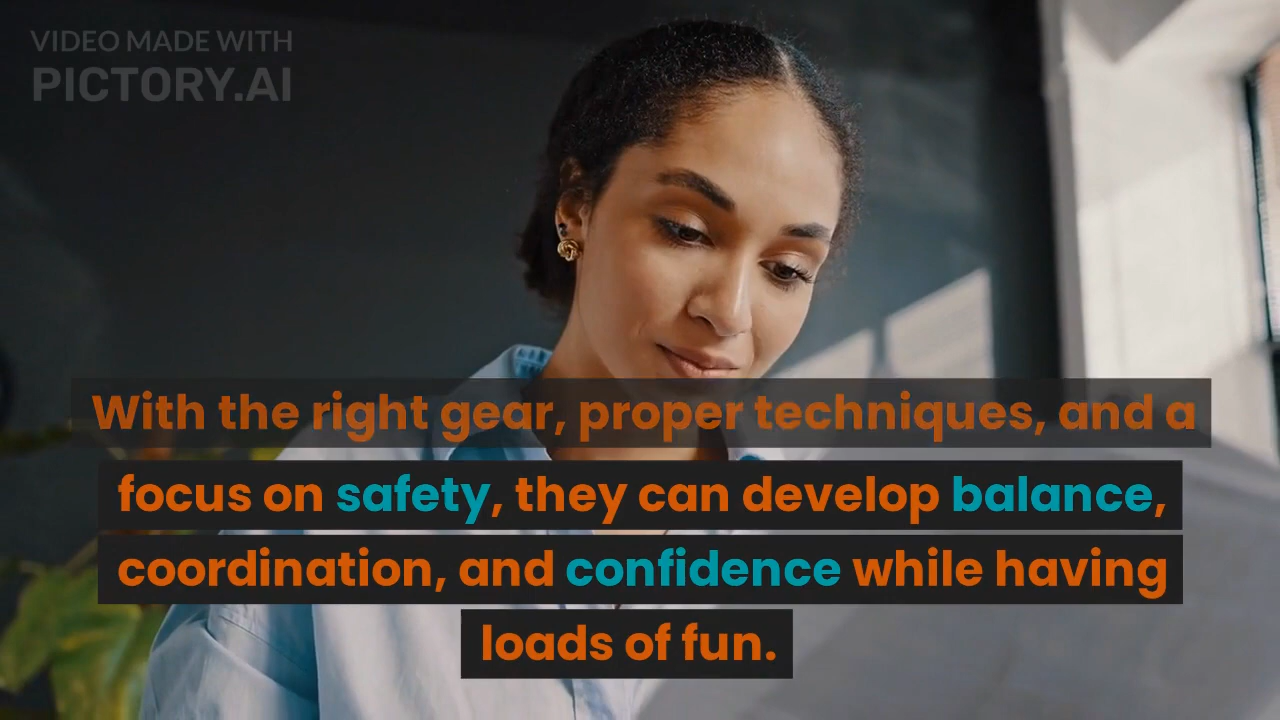 VIDEO MADE WITH
PICTORY.AI
With the right gear, proper techniques, and a
focus on safety, they can develop balance,
coordination, and confidence while having
loads of fun.